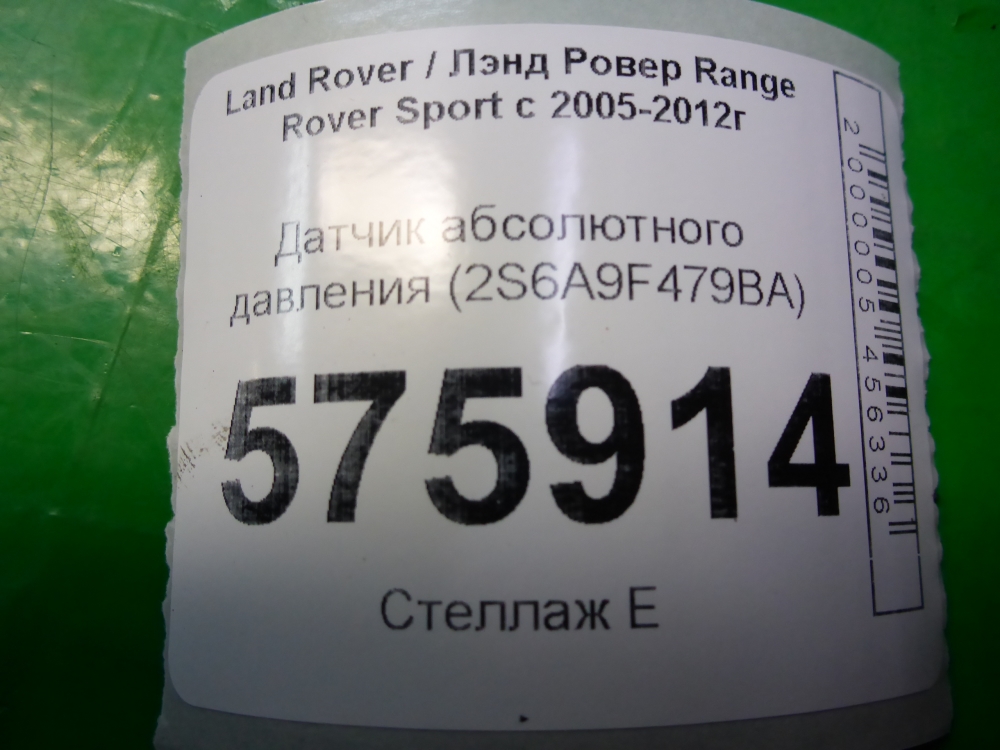 Land Rover / Лэнд Ровер Range
Rover Sport с 2005-2012г
Датчик абсолютного
давления (2S6A9F479BA)
575914
Стеллаж Е
2000005456336